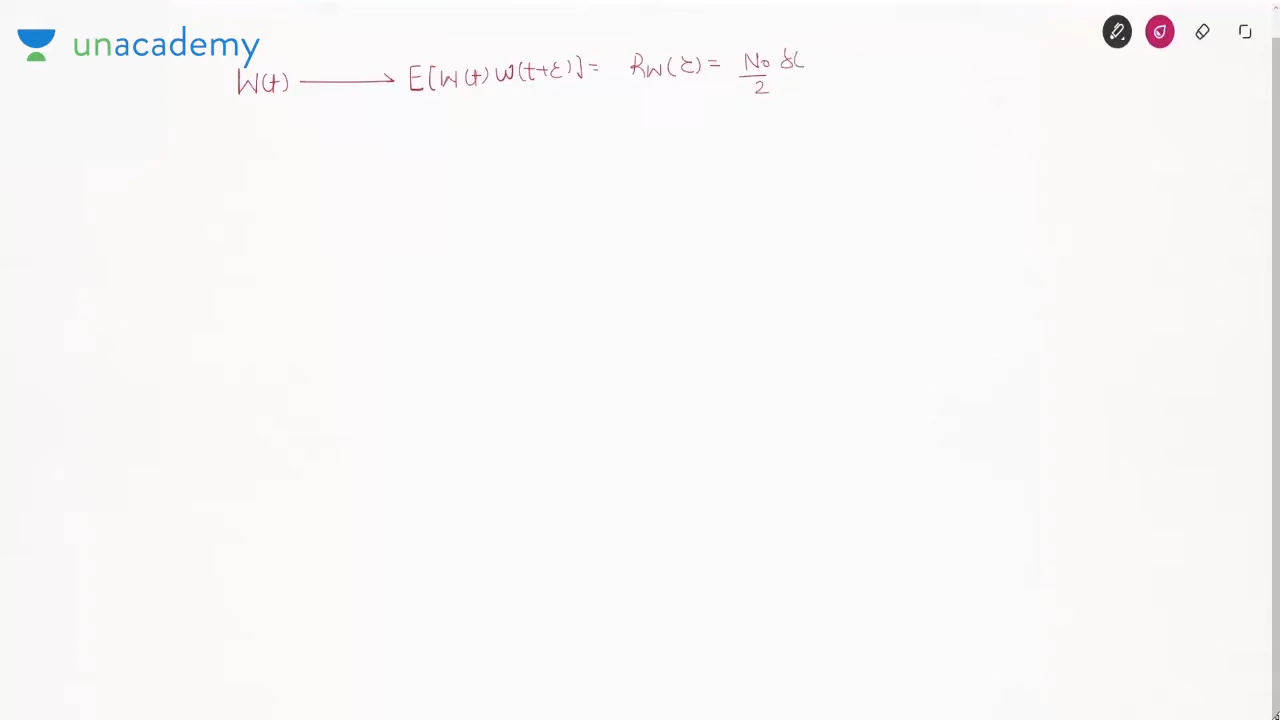 unacademy
W(t) ⟶ E[W(t) W(t+τ)] = R_W(τ) = N₀/2 δ(